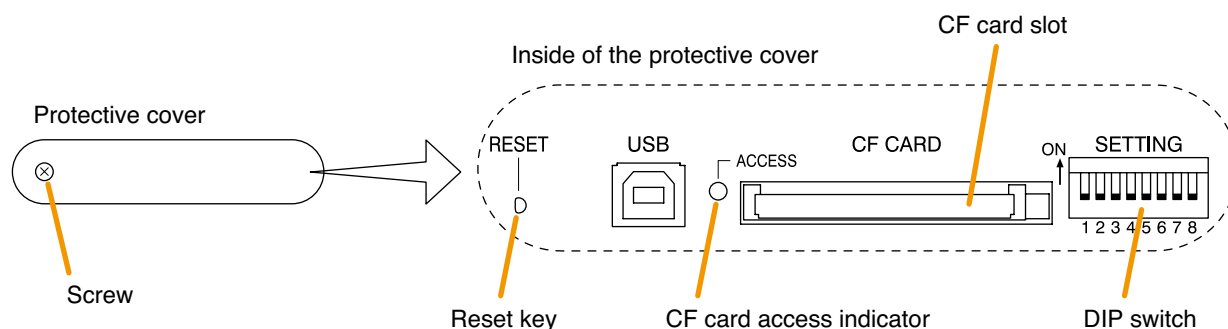 CF card slot
Inside of the protective cover
Protective cover
RESET
USB
ACCESS
CF CARD
ON
SETTING
1 2 3 4 5 6 7 8
Screw
Reset key
CF card access indicator
DIP switch